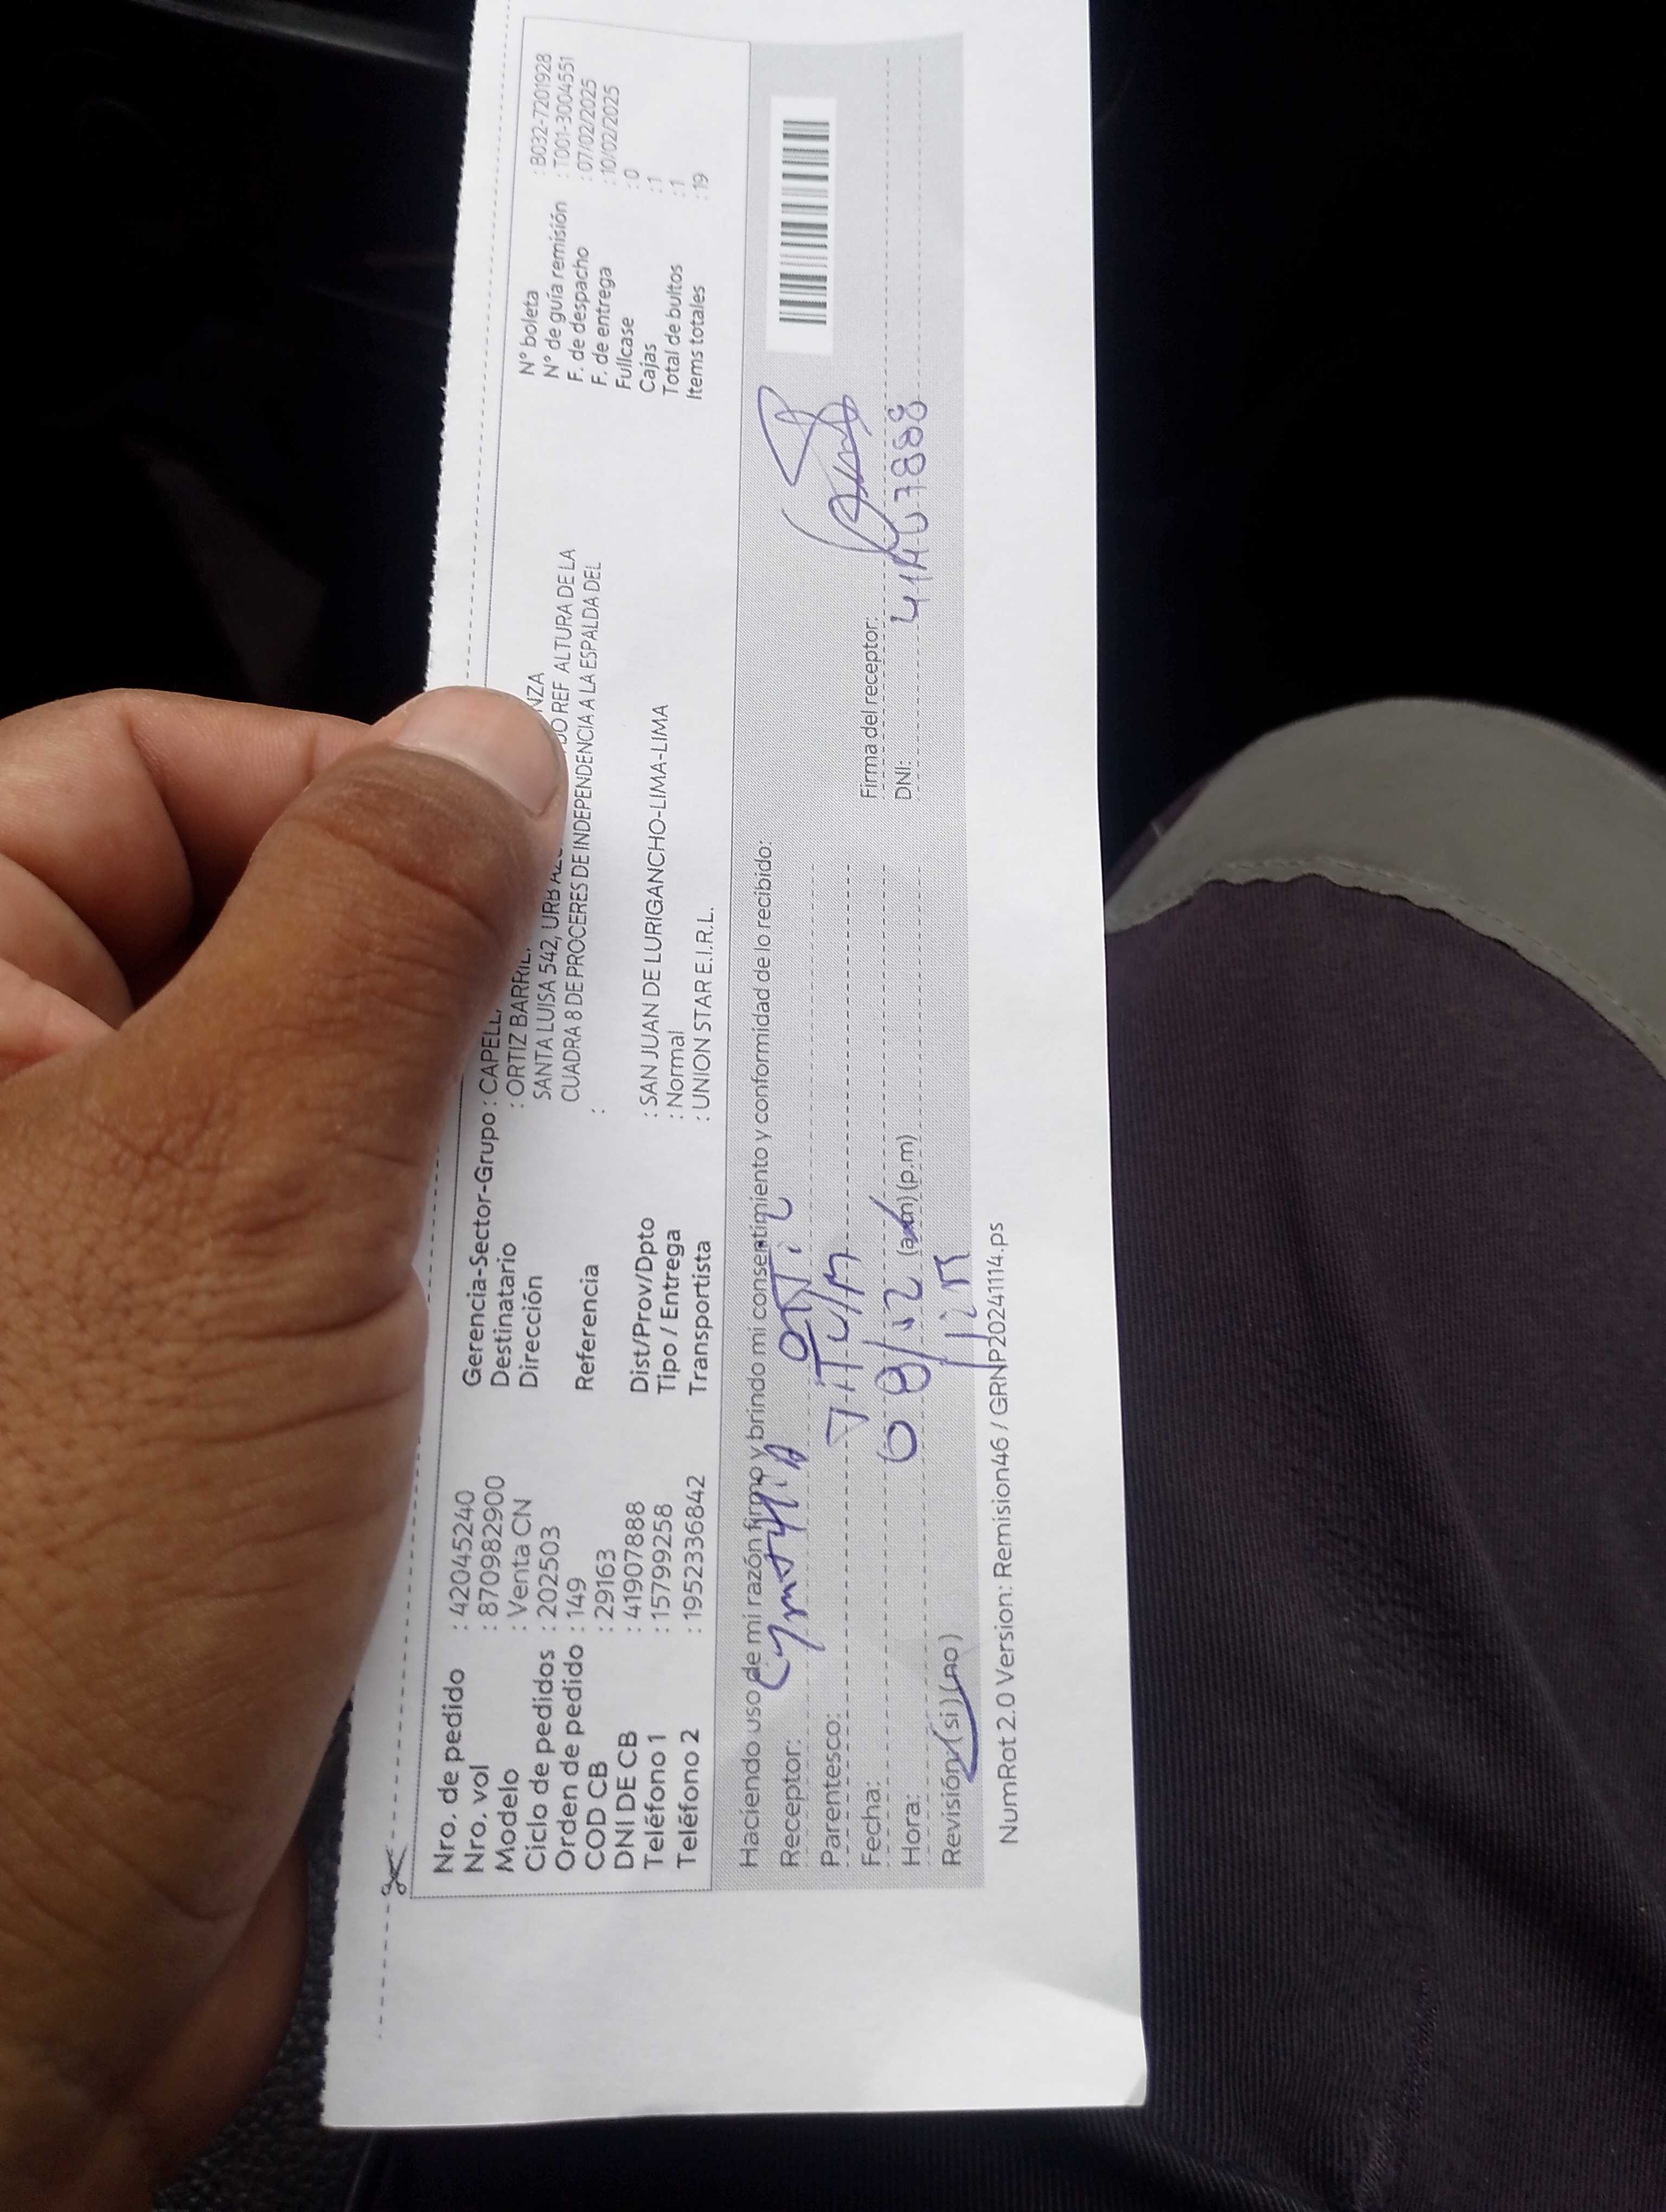 Nro. de pedido : 42045240
Nro. vol : 870982900
Modelo : Venta CN
Ciclo de pedidos : 202503
Orden de pedido : 149
COD CB : 29163
DNI DE CB : 41907888
Teléfono 1 : 15799258
Teléfono 2 : 1952336842
Gerencia-Sector-Grupo : CAPELL
Destinatario : ORTIZ BARRIL
Dirección SANTA LUISA 542, URB NZA
CUADRA 8 DE PROCERES DE INDEPENDENCIA A LA ESPALDA DEL
REF ALTURA DE LA
Referencia :
Dist/Prov/Dpto : SAN JUAN DE LURIGANCHO-LIMA-LIMA
Tipo / Entrega : Normal
Transportista : UNION STAR E.I.R.L.
N° boleta : B032-7201928
N° de guía remisión : T001-3004551
F. de despacho : 07/02/2025
F. de entrega : 10/02/2025
Fullcase : 0
Cajas : 1
Total de bultos : 1
Items totales : 19
Haciendo uso de mi razón firmo y brindo mi consentimiento y conformidad de lo recibido:
Receptor:
Parentesco:
Fecha:
Hora: (a.m) (p.m)
Revisión (si) (no)
Firma del receptor:
DNI:
NumRot 2.0 Version: Remision46 / GRNP20241114.ps